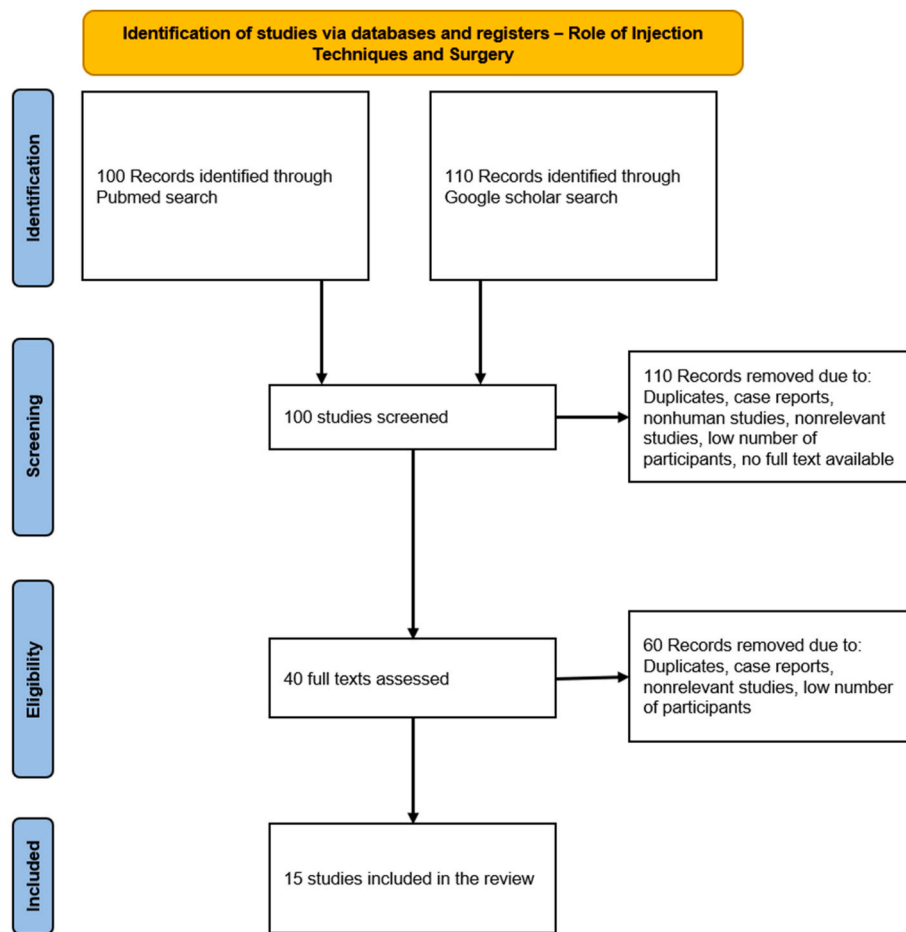 Identification of studies via databases and registers – Role of Injection
Techniques and Surgery
Identification
100 Records identified through
Pubmed search
110 Records identified through
Google scholar search
Screening
100 studies screened
110 Records removed due to:
Duplicates, case reports,
nonhuman studies, nonrelevant
studies, low number of
participants, no full text available
Eligibility
40 full texts assessed
60 Records removed due to:
Duplicates, case reports,
nonrelevant studies, low number
of participants
Included
15 studies included in the review